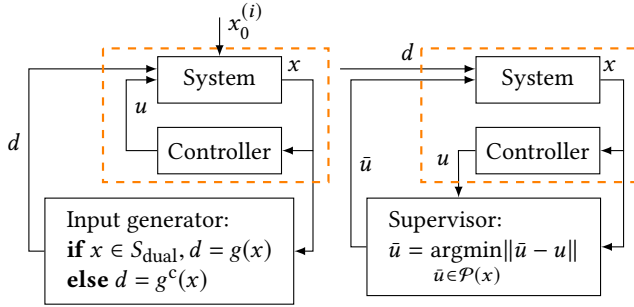 x_0^{(i)}
System
x
u
d
Controller
Input generator:
if x ∈ S_dual, d = g(x)
else d = g^c(x)
d
System
x
u
ū
Controller
Supervisor:
ū = argmin‖ū − u‖
ū∈𝒫(x)